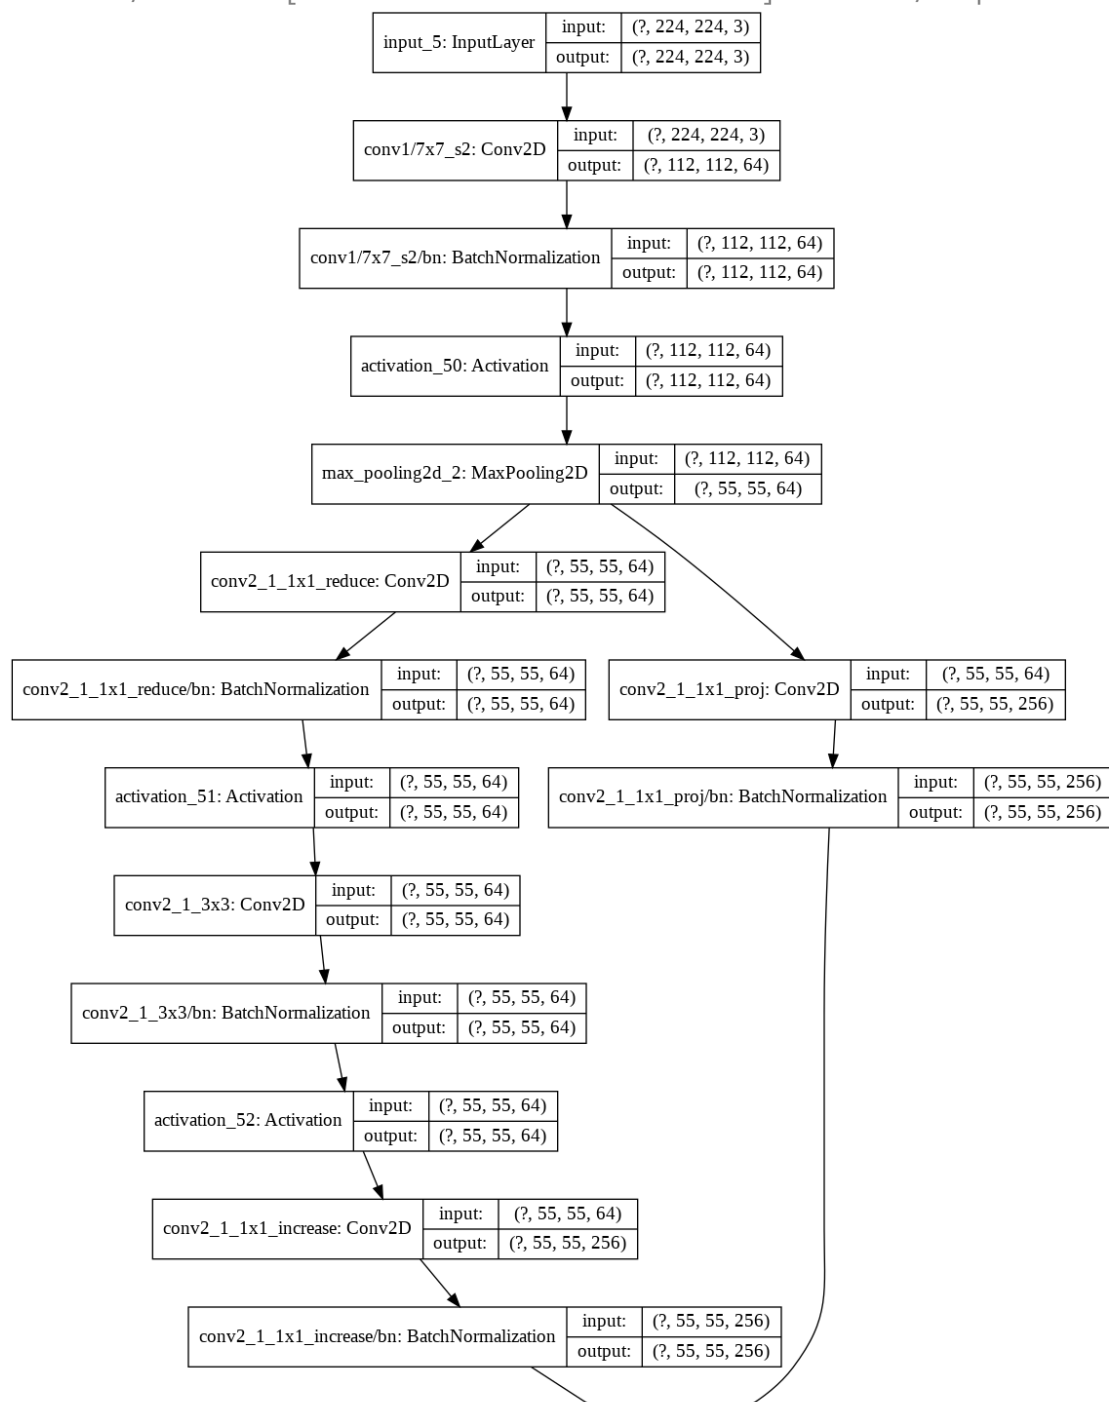 input_5: InputLayer
input: (?, 224, 224, 3)
output: (?, 224, 224, 3)
conv1/7x7_s2: Conv2D
input: (?, 224, 224, 3)
output: (?, 112, 112, 64)
conv1/7x7_s2/bn: BatchNormalization
input: (?, 112, 112, 64)
output: (?, 112, 112, 64)
activation_50: Activation
input: (?, 112, 112, 64)
output: (?, 112, 112, 64)
max_pooling2d_2: MaxPooling2D
input: (?, 112, 112, 64)
output: (?, 55, 55, 64)
conv2_1_1x1_reduce: Conv2D
input: (?, 55, 55, 64)
output: (?, 55, 55, 64)
conv2_1_1x1_reduce/bn: BatchNormalization
input: (?, 55, 55, 64)
output: (?, 55, 55, 64)
conv2_1_1x1_proj: Conv2D
input: (?, 55, 55, 64)
output: (?, 55, 55, 256)
activation_51: Activation
input: (?, 55, 55, 64)
output: (?, 55, 55, 64)
conv2_1_1x1_proj/bn: BatchNormalization
input: (?, 55, 55, 256)
output: (?, 55, 55, 256)
conv2_1_3x3: Conv2D
input: (?, 55, 55, 64)
output: (?, 55, 55, 64)
conv2_1_3x3/bn: BatchNormalization
input: (?, 55, 55, 64)
output: (?, 55, 55, 64)
activation_52: Activation
input: (?, 55, 55, 64)
output: (?, 55, 55, 64)
conv2_1_1x1_increase: Conv2D
input: (?, 55, 55, 64)
output: (?, 55, 55, 256)
conv2_1_1x1_increase/bn: BatchNormalization
input: (?, 55, 55, 256)
output: (?, 55, 55, 256)